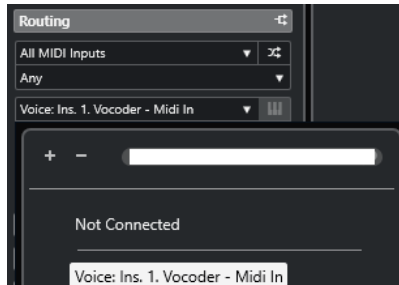 Routing
All MIDI Inputs
Any
Voice: Ins. 1. Vocoder - Midi In
+ −
Not Connected
Voice: Ins. 1. Vocoder - Midi In